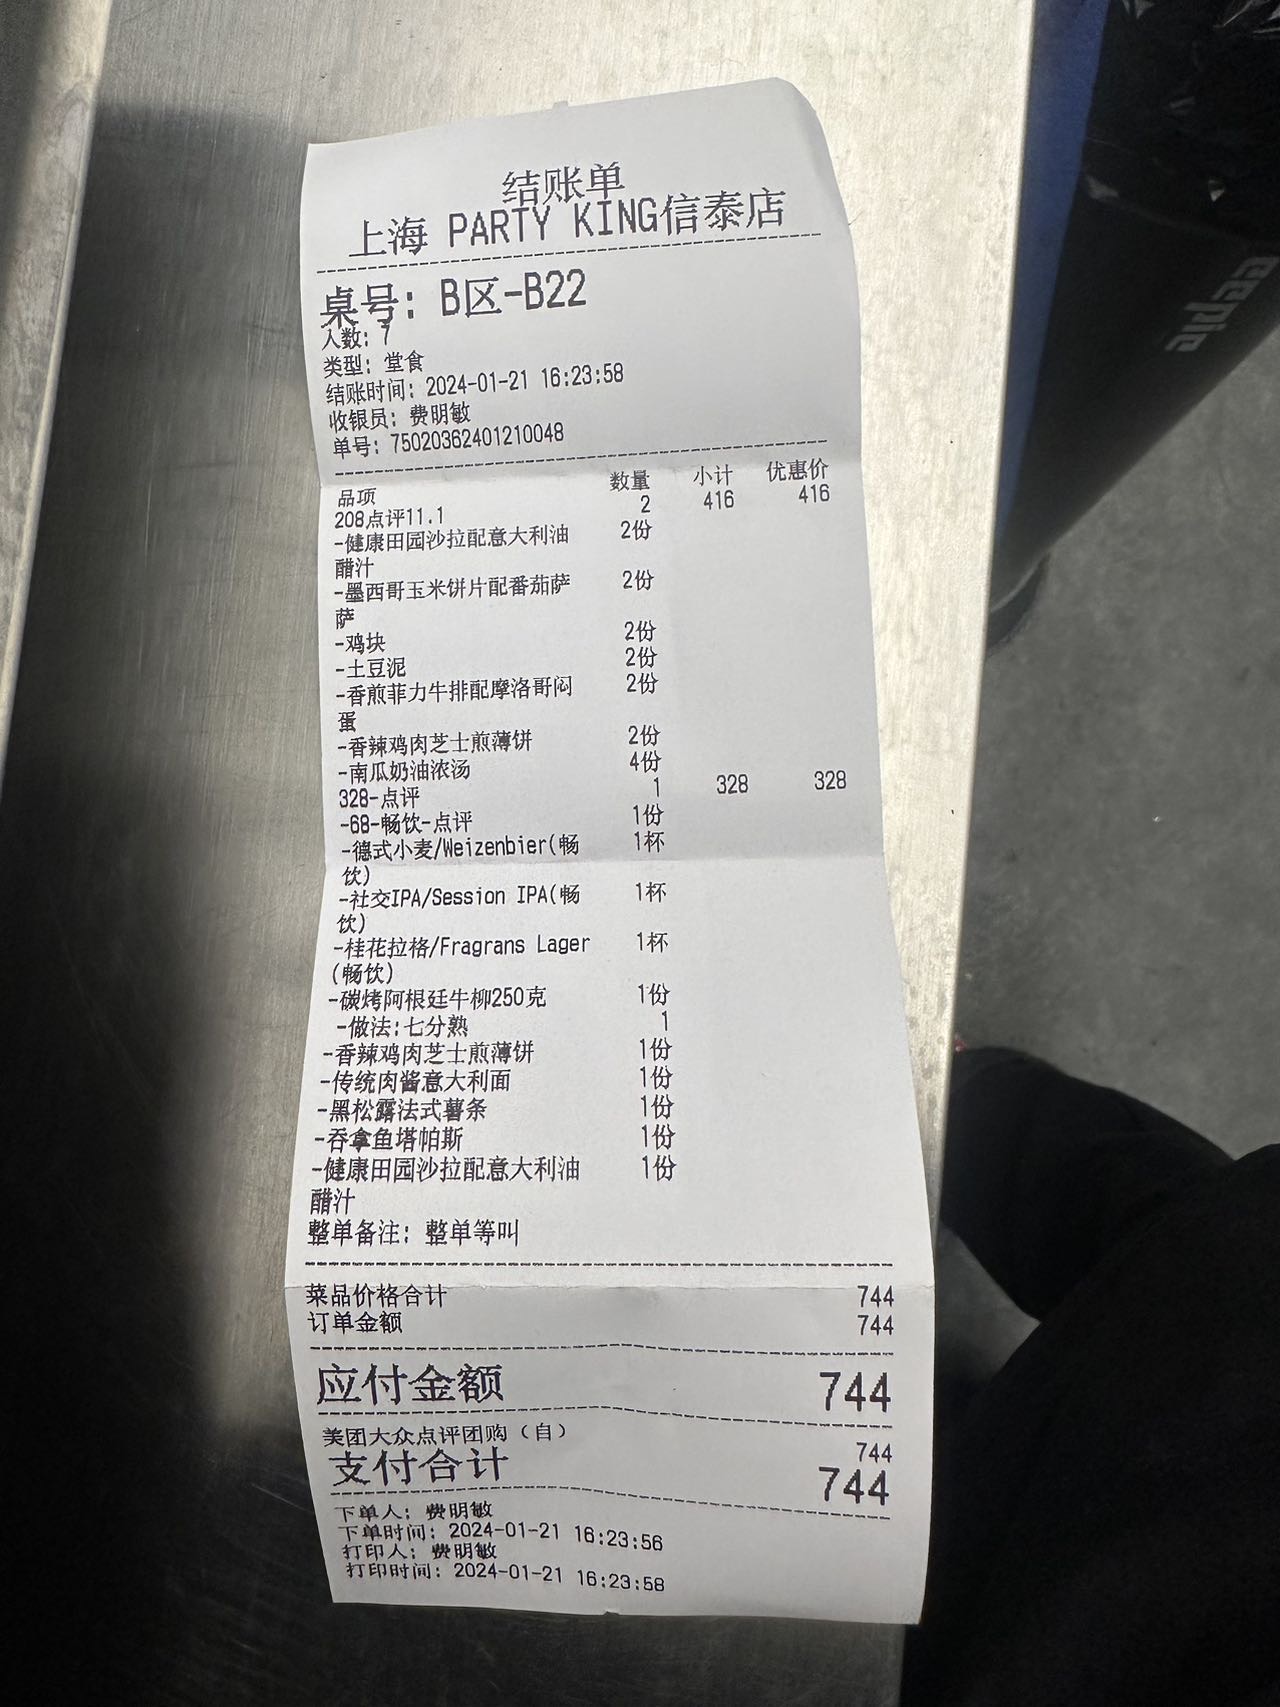 结账单
上海 PARTY KING信泰店
桌号: B区-B22
人数: 7
类型: 堂食
结账时间: 2024-01-21 16:23:58
收银员: 费明敏
单号: 75020362401210048
品项 数量 小计 优惠价
208点评11.1 2 416 416
-健康田园沙拉配意大利油 2份
醋汁
-墨西哥玉米饼片配番茄萨 2份
萨
-鸡块 2份
-土豆泥 2份
-香煎菲力牛排配摩洛哥闷 2份
蛋
-香辣鸡肉芝士煎薄饼 2份
-南瓜奶油浓汤 4份
328-点评 1 328 328
-68-畅饮-点评 1份
-德式小麦/Weizenbier(畅 1杯
饮)
-社交IPA/Session IPA(畅 1杯
饮)
-桂花拉格/Fragrans Lager 1杯
(畅饮)
-碳烤阿根廷牛柳250克 1份
-做法:七分熟 1
-香辣鸡肉芝士煎薄饼 1份
-传统肉酱意大利面 1份
-黑松露法式薯条 1份
-吞拿鱼塔帕斯 1份
-健康田园沙拉配意大利油 1份
醋汁
整单备注: 整单等叫
菜品价格合计 744
订单金额 744
应付金额 744
美团大众点评团购（自） 744
支付合计 744
下单人: 费明敏
下单时间: 2024-01-21 16:23:56
打印人: 费明敏
打印时间: 2024-01-21 16:23:58
eepie